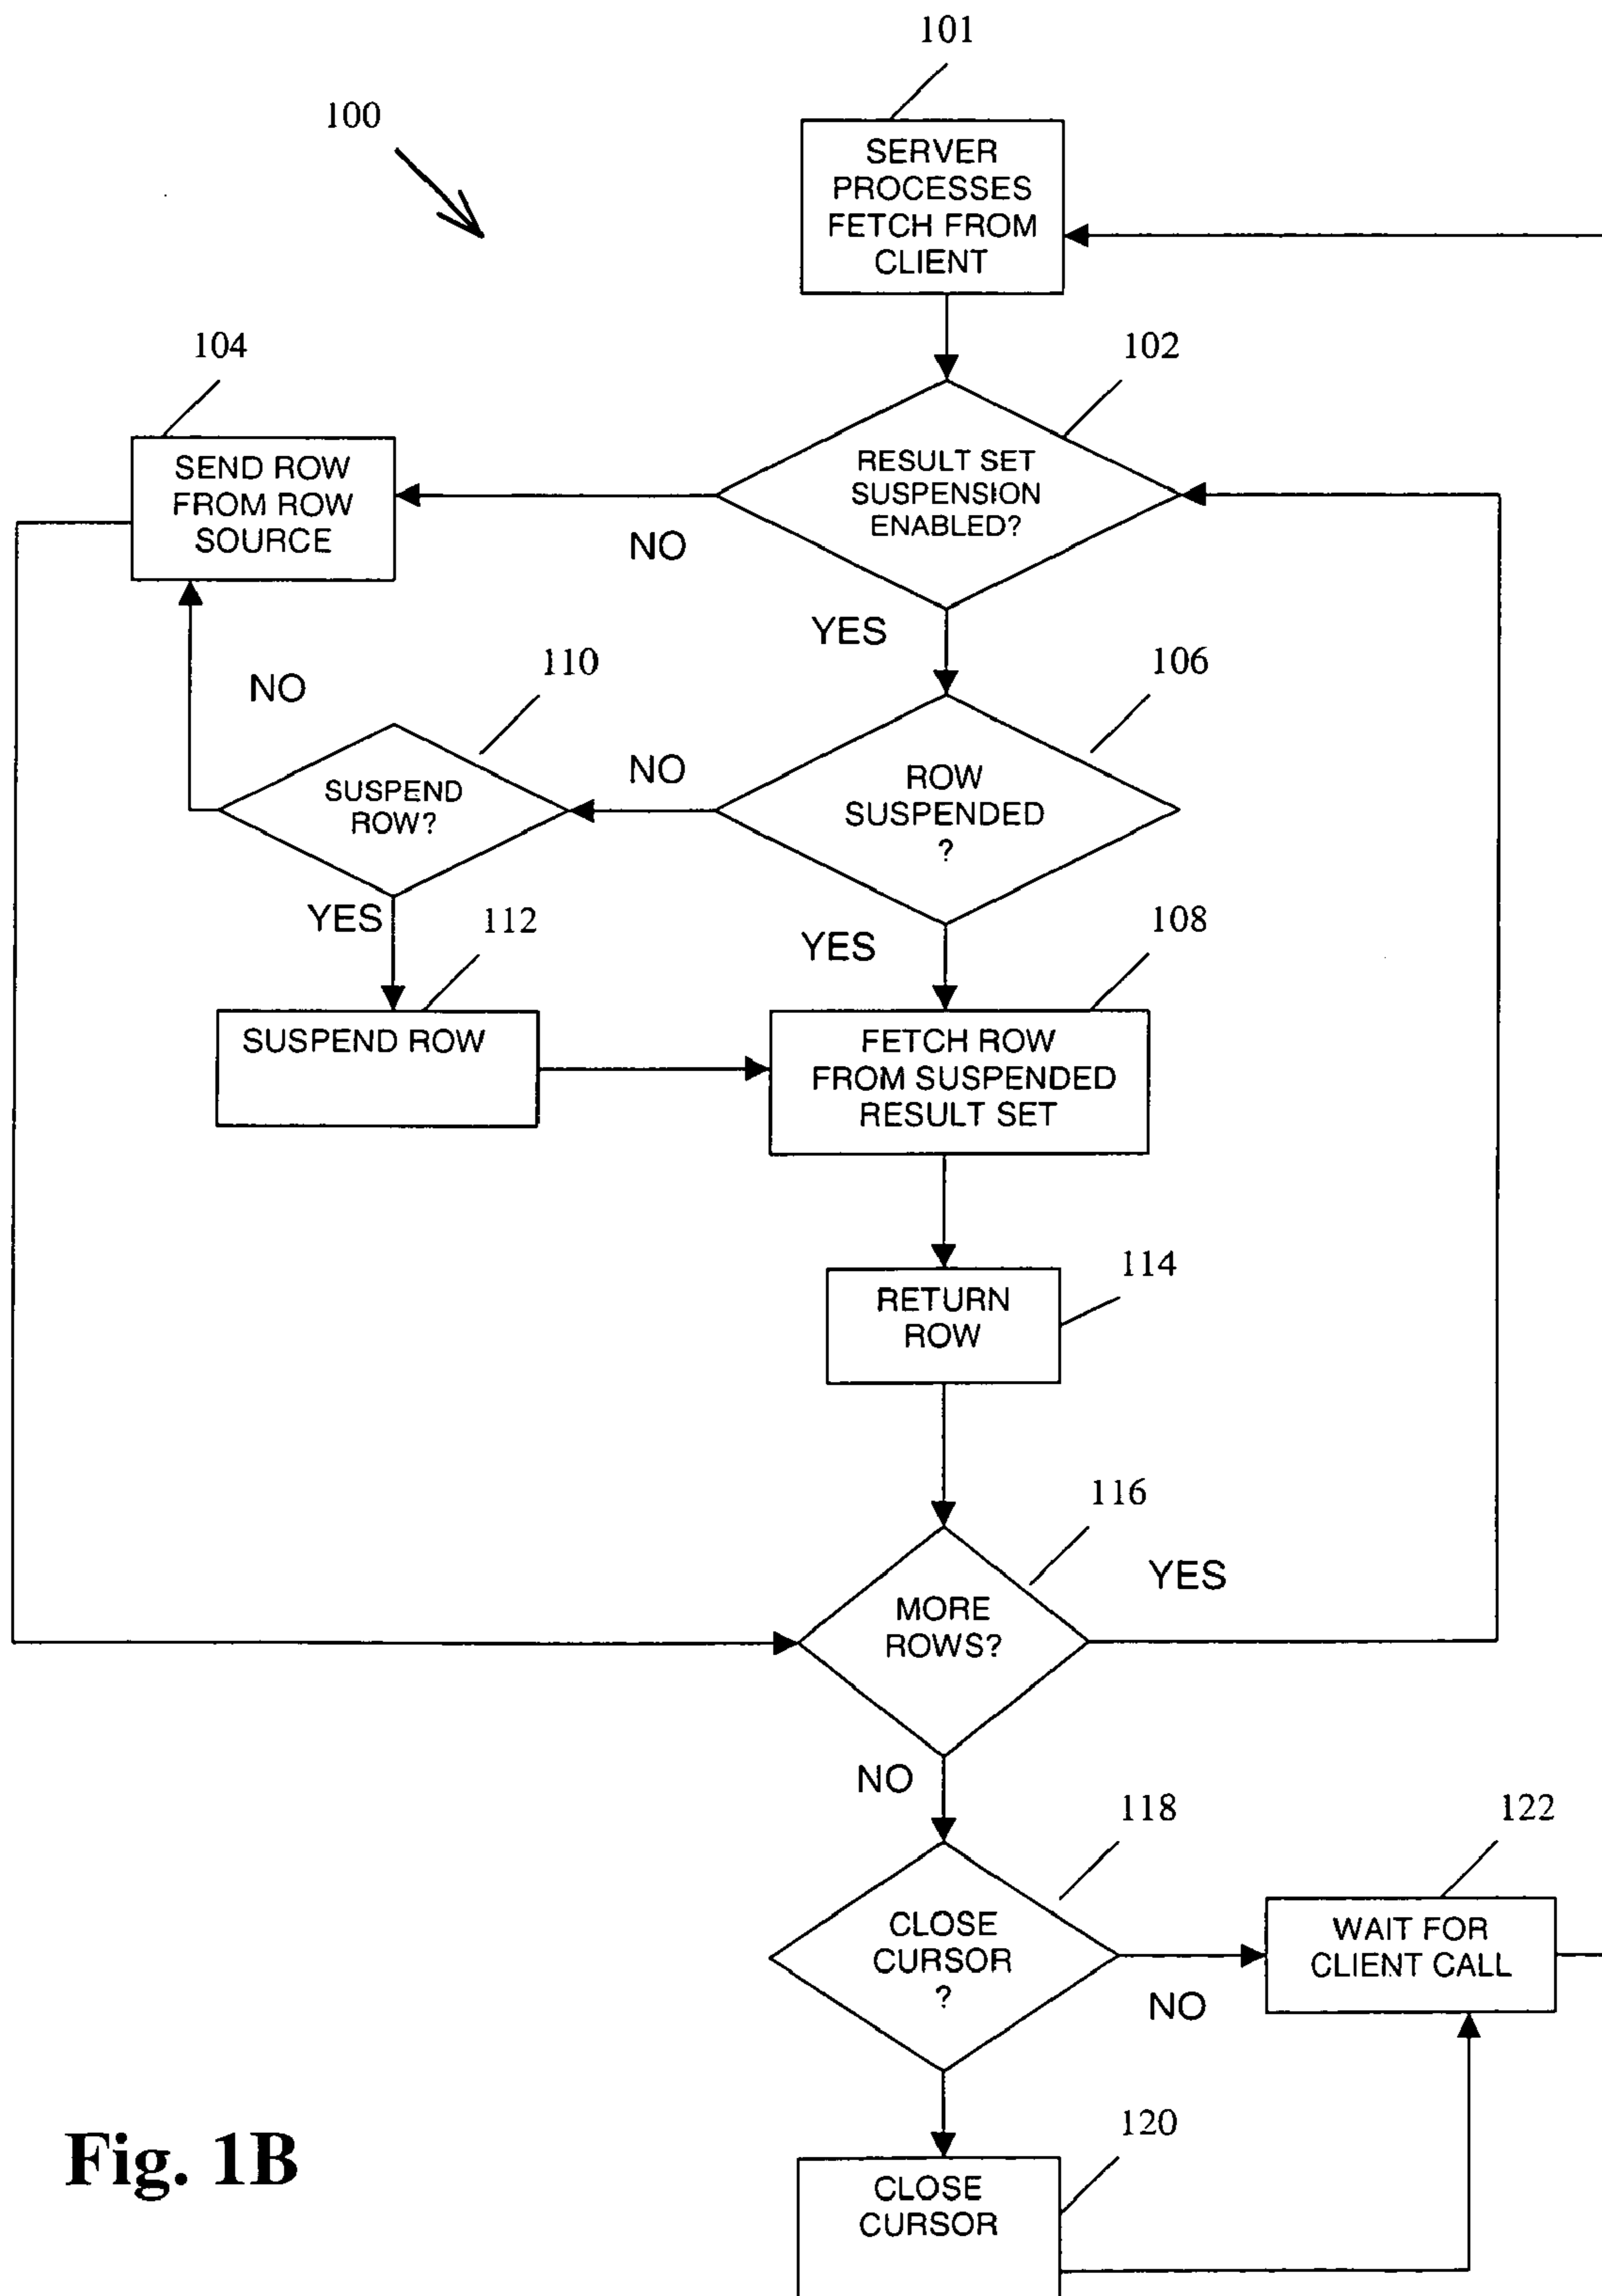 101
100
SERVER
PROCESSES
FETCH FROM
CLIENT
104
102
SEND ROW
FROM ROW
SOURCE
RESULT SET
SUSPENSION
ENABLED?
NO
YES
110
106
NO
NO
SUSPEND
ROW?
ROW
SUSPENDED
?
YES
112
YES
108
SUSPEND ROW
FETCH ROW
FROM SUSPENDED
RESULT SET
114
RETURN
ROW
116
YES
MORE
ROWS?
NO
118
122
CLOSE
CURSOR
?
WAIT FOR
CLIENT CALL
NO
120
CLOSE
CURSOR
Fig. 1B